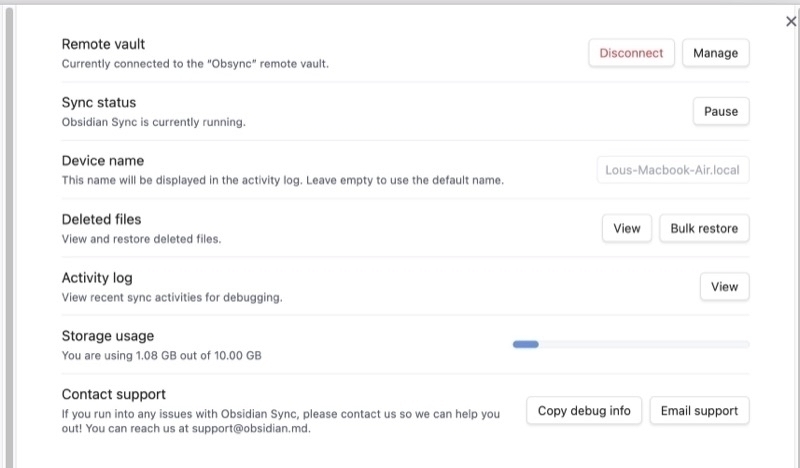 Remote vault
Currently connected to the "Obsync" remote vault.
Disconnect
Manage
Sync status
Obsidian Sync is currently running.
Pause
Device name
This name will be displayed in the activity log. Leave empty to use the default name.
Lous-Macbook-Air.local
Deleted files
View and restore deleted files.
View
Bulk restore
Activity log
View recent sync activities for debugging.
View
Storage usage
You are using 1.08 GB out of 10.00 GB
Contact support
If you run into any issues with Obsidian Sync, please contact us so we can help you
out! You can reach us at support@obsidian.md.
Copy debug info
Email support